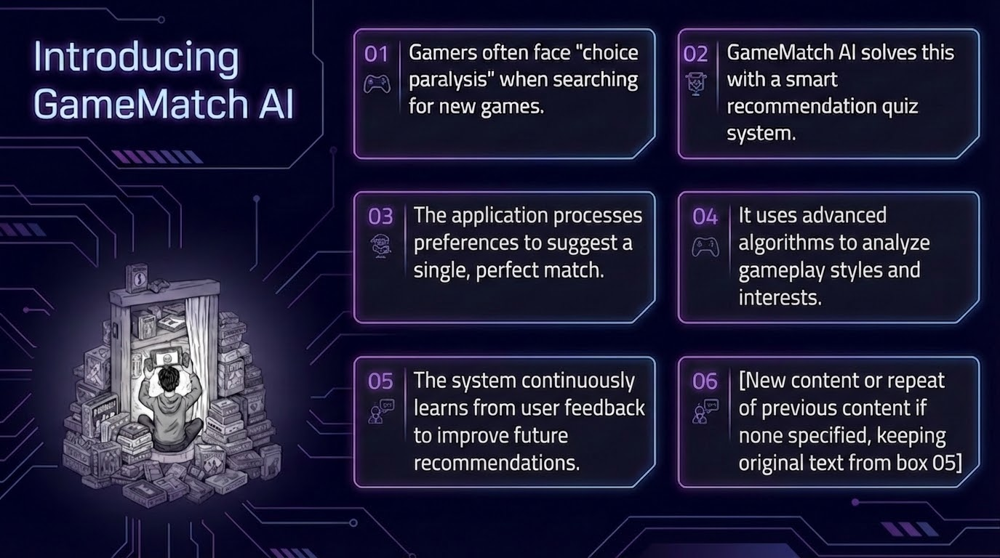 Introducing
GameMatch AI
01
Gamers often face "choice
paralysis" when searching
for new games.
02
GameMatch AI solves this
with a smart
recommendation quiz
system.
03
The application processes
preferences to suggest a
single, perfect match.
04
It uses advanced
algorithms to analyze
gameplay styles and
interests.
05
The system continuously
learns from user feedback
to improve future
recommendations.
06
[New content or repeat
of previous content if
none specified, keeping
original text from box 05]